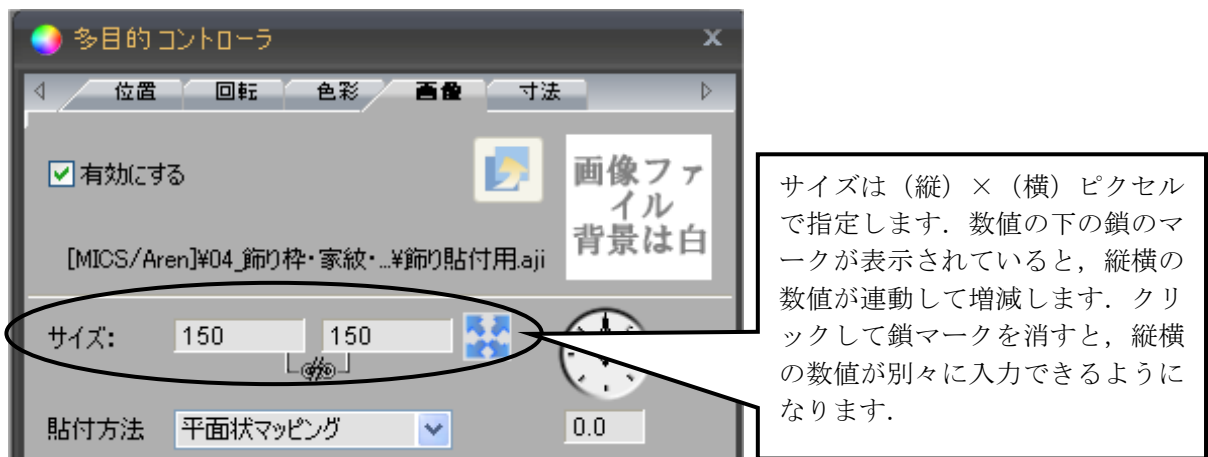 多目的コントローラ
位置 回転 色彩 画像 寸法
有効にする
画像ファ
イル
背景は白
[MICS/Aren]¥04_飾り枠・家紋・...¥飾り貼付用.aji
サイズ: 150 150
貼付方法 平面状マッピング 0.0
サイズは（縦）×（横）ピクセル
で指定します．数値の下の鎖のマ
ークが表示されていると，縦横の
数値が連動して増減します．クリ
ックして鎖マークを消すと，縦横
の数値が別々に入力できるように
なります．